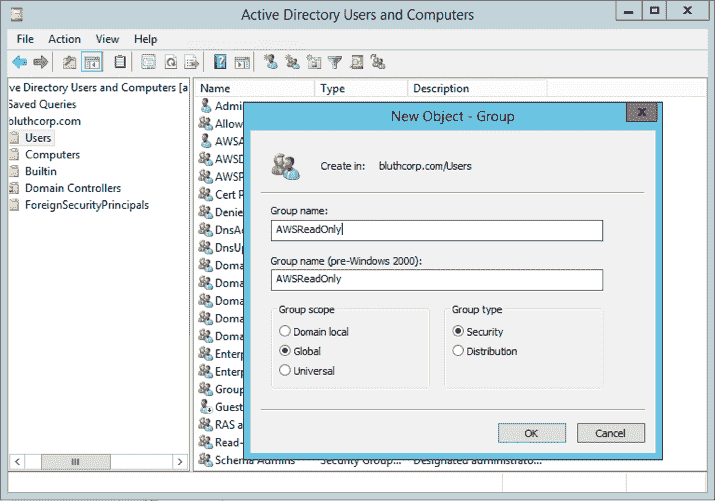 Active Directory Users and Computers
File Action View Help
ve Directory Users and Computers [a
Saved Queries
bluthcorp.com
Users
Computers
Builtin
Domain Controllers
ForeignSecurityPrincipals
Name Type Description
Admi
Allow
AWSA
AWSD
AWSP
Cert P
Denie
DnsAc
DnsUp
Doma
Doma
Doma
Doma
Doma
Enterp
Enterp
Group
Guest
RAS a
Read-
Schema Admins Security Group... Designated administrato...
New Object - Group
Create in: bluthcorp.com/Users
Group name:
AWSReadOnly
Group name (pre-Windows 2000):
AWSReadOnly
Group scope
Domain local
Global
Universal
Group type
Security
Distribution
OK Cancel